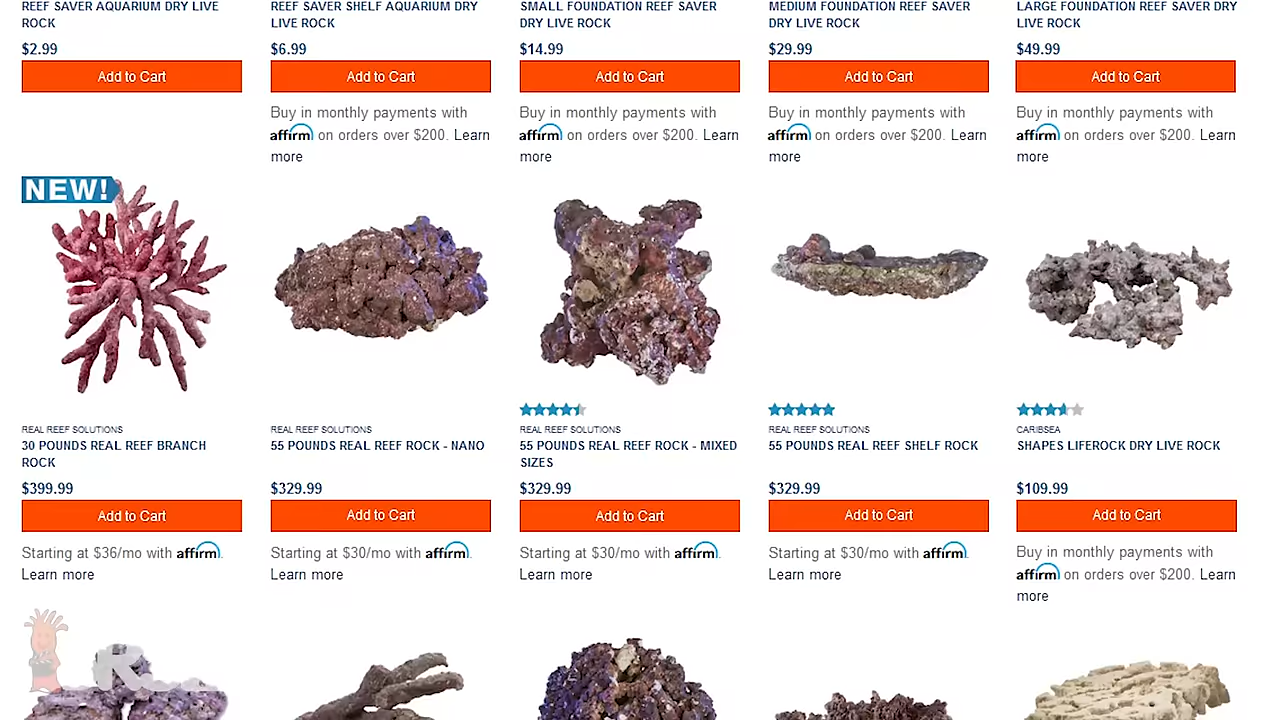 REEF SAVER AQUARIUM DRY LIVE
ROCK
$2.99
Add to Cart
REEF SAVER SHELF AQUARIUM DRY
LIVE ROCK
$6.99
Add to Cart
Buy in monthly payments with
affirm on orders over $200. Learn
more
SMALL FOUNDATION REEF SAVER
DRY LIVE ROCK
$14.99
Add to Cart
Buy in monthly payments with
affirm on orders over $200. Learn
more
MEDIUM FOUNDATION REEF SAVER
DRY LIVE ROCK
$29.99
Add to Cart
Buy in monthly payments with
affirm on orders over $200. Learn
more
LARGE FOUNDATION REEF SAVER DRY
LIVE ROCK
$49.99
Add to Cart
Buy in monthly payments with
affirm on orders over $200. Learn
more
NEW!
REAL REEF SOLUTIONS
30 POUNDS REAL REEF BRANCH
ROCK
$399.99
Add to Cart
Starting at $36/mo with affirm.
Learn more
REAL REEF SOLUTIONS
55 POUNDS REAL REEF ROCK - NANO
$329.99
Add to Cart
Starting at $30/mo with affirm.
Learn more
REAL REEF SOLUTIONS
55 POUNDS REAL REEF ROCK - MIXED
SIZES
$329.99
Add to Cart
Starting at $30/mo with affirm.
Learn more
REAL REEF SOLUTIONS
55 POUNDS REAL REEF SHELF ROCK
$329.99
Add to Cart
Starting at $30/mo with affirm.
Learn more
CARIBSEA
SHAPES LIFEROCK DRY LIVE ROCK
$109.99
Add to Cart
Buy in monthly payments with
affirm on orders over $200. Learn
more